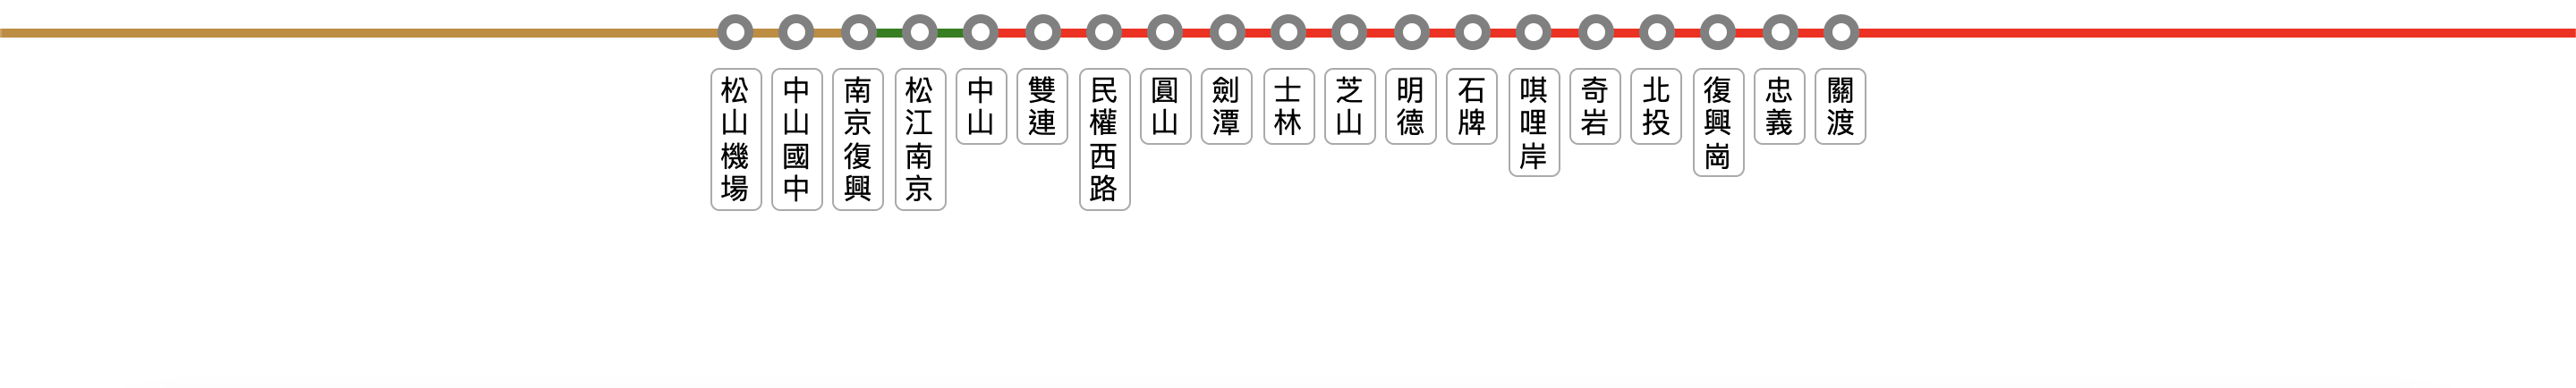 松山機場
中山國中
南京復興
松江南京
中山
雙連
民權西路
圓山
劍潭
士林
芝山
明德
石牌
唭哩岸
奇岩
北投
復興崗
忠義
關渡